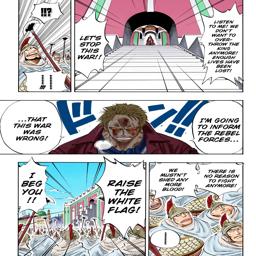 LISTEN
TO ME! WE
DON'T WANT
TO OVER-
THROW
THE KING
ANYMORE!
ENOUGH
LIVES HAVE
BEEN
LOST!
LET'S
STOP
THIS
WAR!!
!!?
I'M GOING
TO INFORM
THE REBEL
FORCES...
...THAT
THIS WAR
WAS
WRONG!
THERE IS
NO REASON
TO FIGHT
ANYMORE!
WE
MUSTN'T
SHED
ANY MORE
BLOOD!
RAISE
THE WHITE
FLAG!
I
BEG
YOU!!